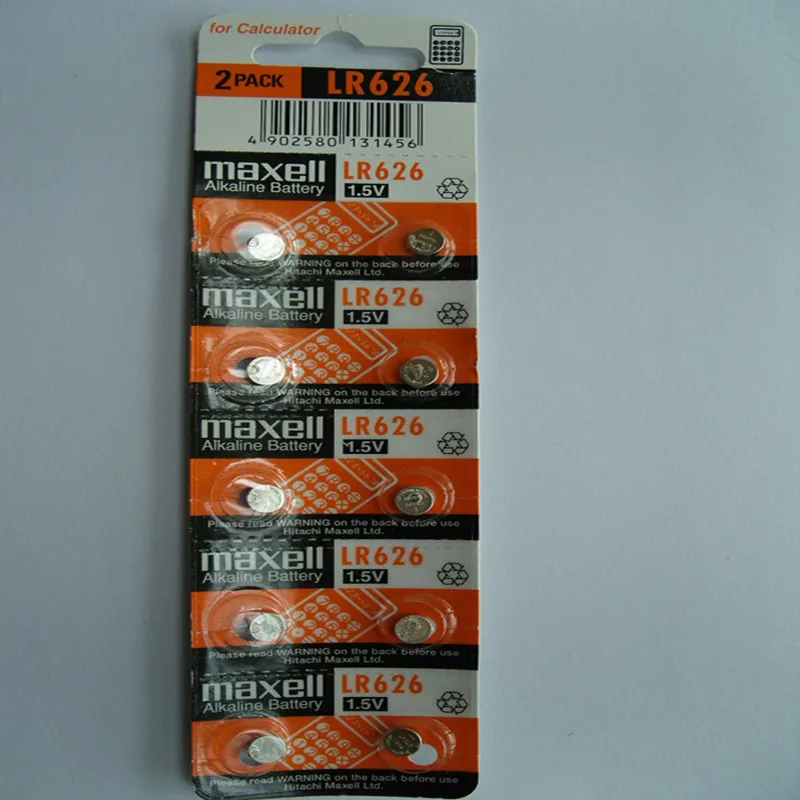 for Calculator
2 PACK LR626
4 902580 131456
maxell LR626
Alkaline Battery 1.5V
Please read WARNING on the back before use
Hitachi Maxell Ltd.
maxell LR626
Alkaline Battery 1.5V
Please read WARNING on the back before use
Hitachi Maxell Ltd.
maxell LR626
Alkaline Battery 1.5V
Please read WARNING on the back before use
Hitachi Maxell Ltd.
maxell LR626
Alkaline Battery 1.5V
Please read WARNING on the back before use
Hitachi Maxell Ltd.
maxell LR626
Alkaline Battery 1.5V
Please read WARNING on the back before use
Hitachi Maxell Ltd.